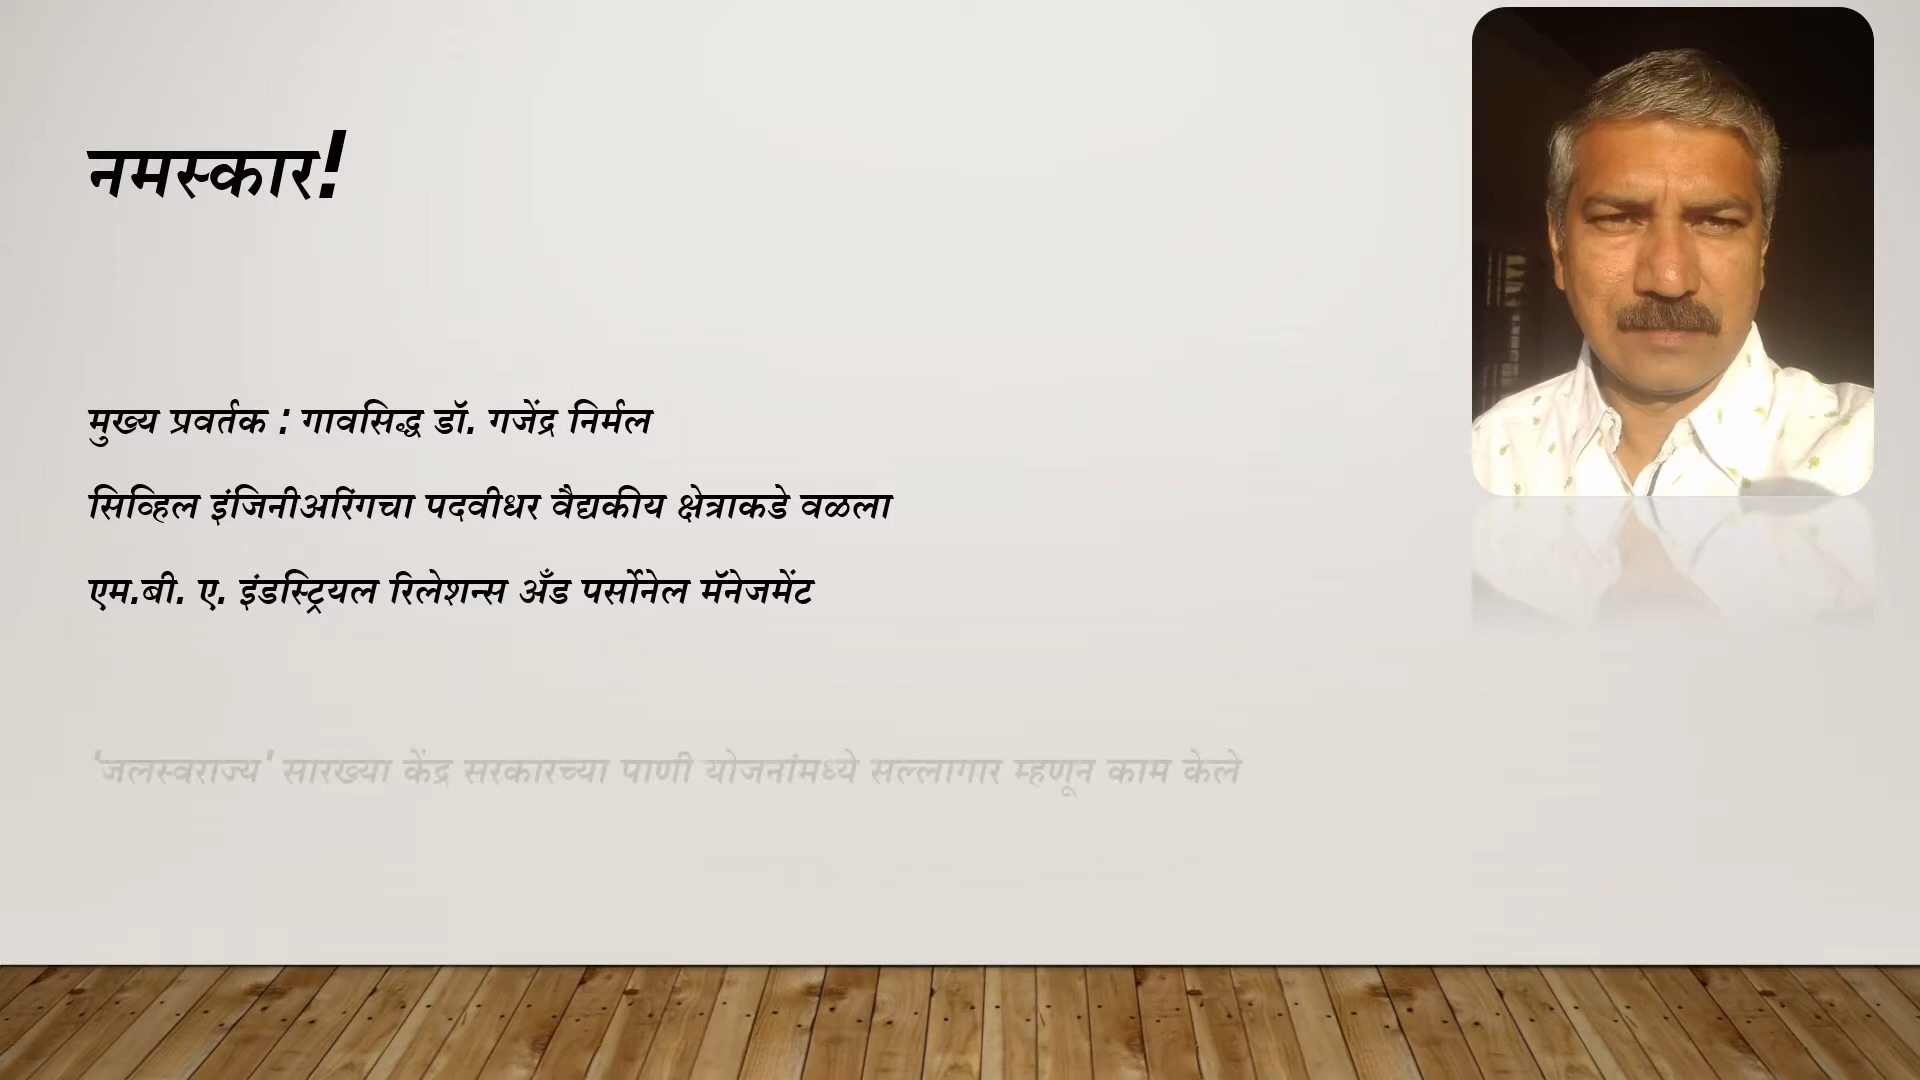 नमस्कार!
मुख्य प्रवर्तक : गावसिद्ध डॉ. गजेंद्र निर्मल
सिव्हिल इंजिनीअरिंगचा पदवीधर वैद्यकीय क्षेत्राकडे वळला
एम.बी. ए. इंडस्ट्रियल रिलेशन्स अँड पर्सोनेल मॅनेजमेंट
'जलस्वराज्य' सारख्या केंद्र सरकारच्या पाणी योजनांमध्ये सल्लागार म्हणून काम केले